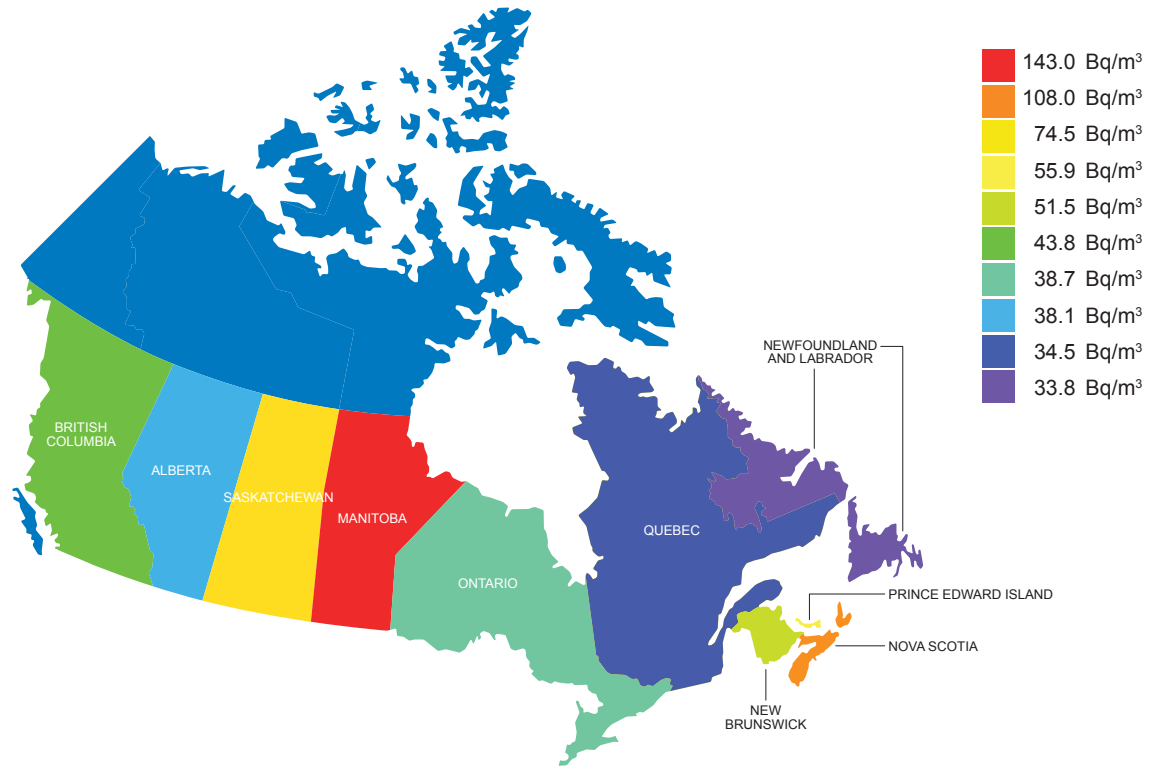 143.0 Bq/m³
108.0 Bq/m³
74.5 Bq/m³
55.9 Bq/m³
51.5 Bq/m³
43.8 Bq/m³
38.7 Bq/m³
38.1 Bq/m³
34.5 Bq/m³
33.8 Bq/m³
NEWFOUNDLAND
AND LABRADOR
BRITISH
COLUMBIA
ALBERTA
SASKATCHEWAN
MANITOBA
QUEBEC
ONTARIO
PRINCE EDWARD ISLAND
NOVA SCOTIA
NEW
BRUNSWICK